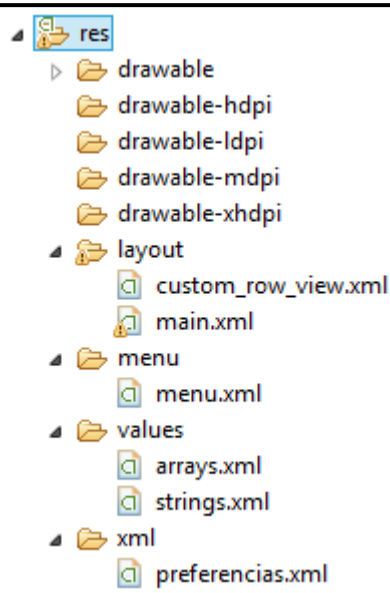 res
drawable
drawable-hdpi
drawable-ldpi
drawable-mdpi
drawable-xhdpi
layout
custom_row_view.xml
main.xml
menu
menu.xml
values
arrays.xml
strings.xml
xml
preferencias.xml